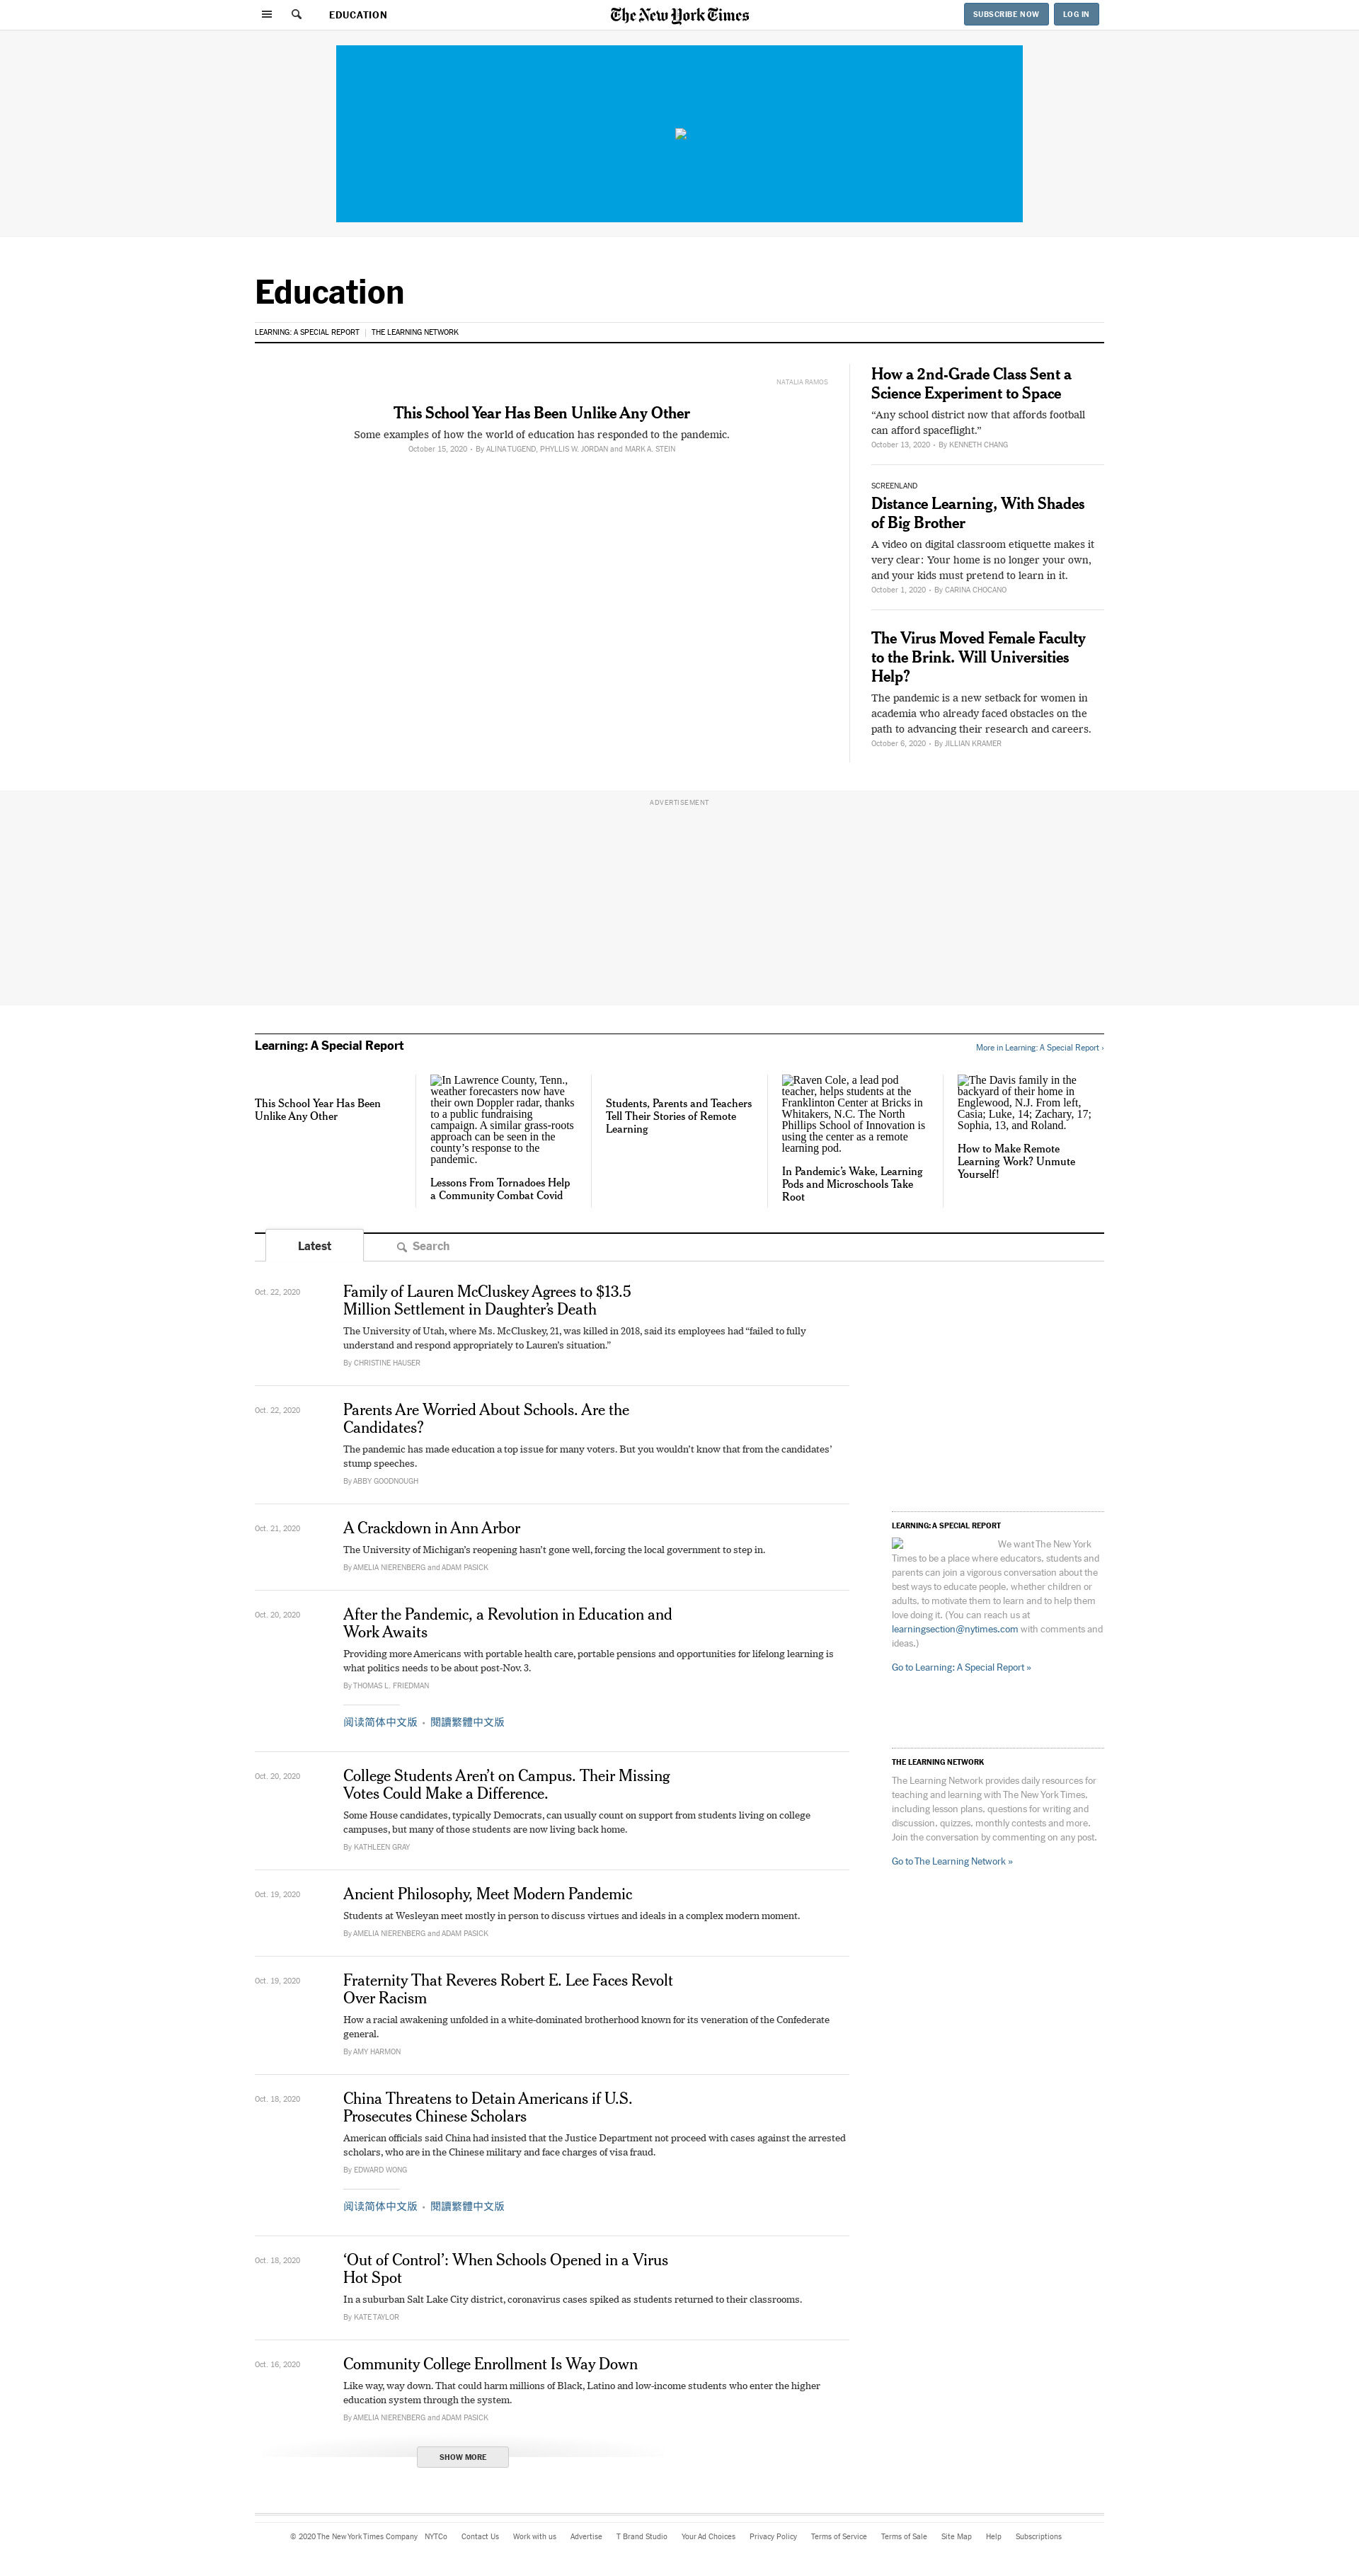 EDUCATION
The New York Times
SUBSCRIBE NOW
LOG IN
Education
LEARNING: A SPECIAL REPORT
THE LEARNING NETWORK
NATALIA RAMOS
This School Year Has Been Unlike Any Other
Some examples of how the world of education has responded to the pandemic.
October 15, 2020 • By ALINA TUGEND, PHYLLIS W. JORDAN and MARK A. STEIN
How a 2nd-Grade Class Sent a
Science Experiment to Space
“Any school district now that affords football
can afford spaceflight.”
October 13, 2020 • By KENNETH CHANG
SCREENLAND
Distance Learning, With Shades
of Big Brother
A video on digital classroom etiquette makes it
very clear: Your home is no longer your own,
and your kids must pretend to learn in it.
October 1, 2020 • By CARINA CHOCANO
The Virus Moved Female Faculty
to the Brink. Will Universities
Help?
The pandemic is a new setback for women in
academia who already faced obstacles on the
path to advancing their research and careers.
October 6, 2020 • By JILLIAN KRAMER
ADVERTISEMENT
Learning: A Special Report
More in Learning: A Special Report ›
This School Year Has Been
Unlike Any Other
In Lawrence County, Tenn.,
weather forecasters now have
their own Doppler radar, thanks
to a public fundraising
campaign. A similar grass-roots
approach can be seen in the
county’s response to the
pandemic.
Lessons From Tornadoes Help
a Community Combat Covid
Students, Parents and Teachers
Tell Their Stories of Remote
Learning
Raven Cole, a lead pod
teacher, helps students at the
Franklinton Center at Bricks in
Whitakers, N.C. The North
Phillips School of Innovation is
using the center as a remote
learning pod.
In Pandemic’s Wake, Learning
Pods and Microschools Take
Root
The Davis family in the
backyard of their home in
Englewood, N.J. From left,
Casia; Luke, 14; Zachary, 17;
Sophia, 13, and Roland.
How to Make Remote
Learning Work? Unmute
Yourself!
Latest
Search
Oct. 22, 2020
Family of Lauren McCluskey Agrees to $13.5
Million Settlement in Daughter’s Death
The University of Utah, where Ms. McCluskey, 21, was killed in 2018, said its employees had “failed to fully
understand and respond appropriately to Lauren’s situation.”
By CHRISTINE HAUSER
Oct. 22, 2020
Parents Are Worried About Schools. Are the
Candidates?
The pandemic has made education a top issue for many voters. But you wouldn’t know that from the candidates’
stump speeches.
By ABBY GOODNOUGH
Oct. 21, 2020
A Crackdown in Ann Arbor
The University of Michigan’s reopening hasn’t gone well, forcing the local government to step in.
By AMELIA NIERENBERG and ADAM PASICK
Oct. 20, 2020
After the Pandemic, a Revolution in Education and
Work Awaits
Providing more Americans with portable health care, portable pensions and opportunities for lifelong learning is
what politics needs to be about post-Nov. 3.
By THOMAS L. FRIEDMAN
阅读简体中文版 • 閱讀繁體中文版
Oct. 20, 2020
College Students Aren’t on Campus. Their Missing
Votes Could Make a Difference.
Some House candidates, typically Democrats, can usually count on support from students living on college
campuses, but many of those students are now living back home.
By KATHLEEN GRAY
Oct. 19, 2020
Ancient Philosophy, Meet Modern Pandemic
Students at Wesleyan meet mostly in person to discuss virtues and ideals in a complex modern moment.
By AMELIA NIERENBERG and ADAM PASICK
Oct. 19, 2020
Fraternity That Reveres Robert E. Lee Faces Revolt
Over Racism
How a racial awakening unfolded in a white-dominated brotherhood known for its veneration of the Confederate
general.
By AMY HARMON
Oct. 18, 2020
China Threatens to Detain Americans if U.S.
Prosecutes Chinese Scholars
American officials said China had insisted that the Justice Department not proceed with cases against the arrested
scholars, who are in the Chinese military and face charges of visa fraud.
By EDWARD WONG
阅读简体中文版 • 閱讀繁體中文版
Oct. 18, 2020
‘Out of Control’: When Schools Opened in a Virus
Hot Spot
In a suburban Salt Lake City district, coronavirus cases spiked as students returned to their classrooms.
By KATE TAYLOR
Oct. 16, 2020
Community College Enrollment Is Way Down
Like way, way down. That could harm millions of Black, Latino and low-income students who enter the higher
education system through the system.
By AMELIA NIERENBERG and ADAM PASICK
SHOW MORE
LEARNING: A SPECIAL REPORT
We want The New York
Times to be a place where educators, students and
parents can join a vigorous conversation about the
best ways to educate people, whether children or
adults, to motivate them to learn and to help them
love doing it. (You can reach us at
learningsection@nytimes.com with comments and
ideas.)
Go to Learning: A Special Report »
THE LEARNING NETWORK
The Learning Network provides daily resources for
teaching and learning with The New York Times,
including lesson plans, questions for writing and
discussion, quizzes, monthly contests and more.
Join the conversation by commenting on any post.
Go to The Learning Network »
© 2020 The New York Times Company NYTCo Contact Us Work with us Advertise T Brand Studio Your Ad Choices Privacy Policy Terms of Service Terms of Sale Site Map Help Subscriptions